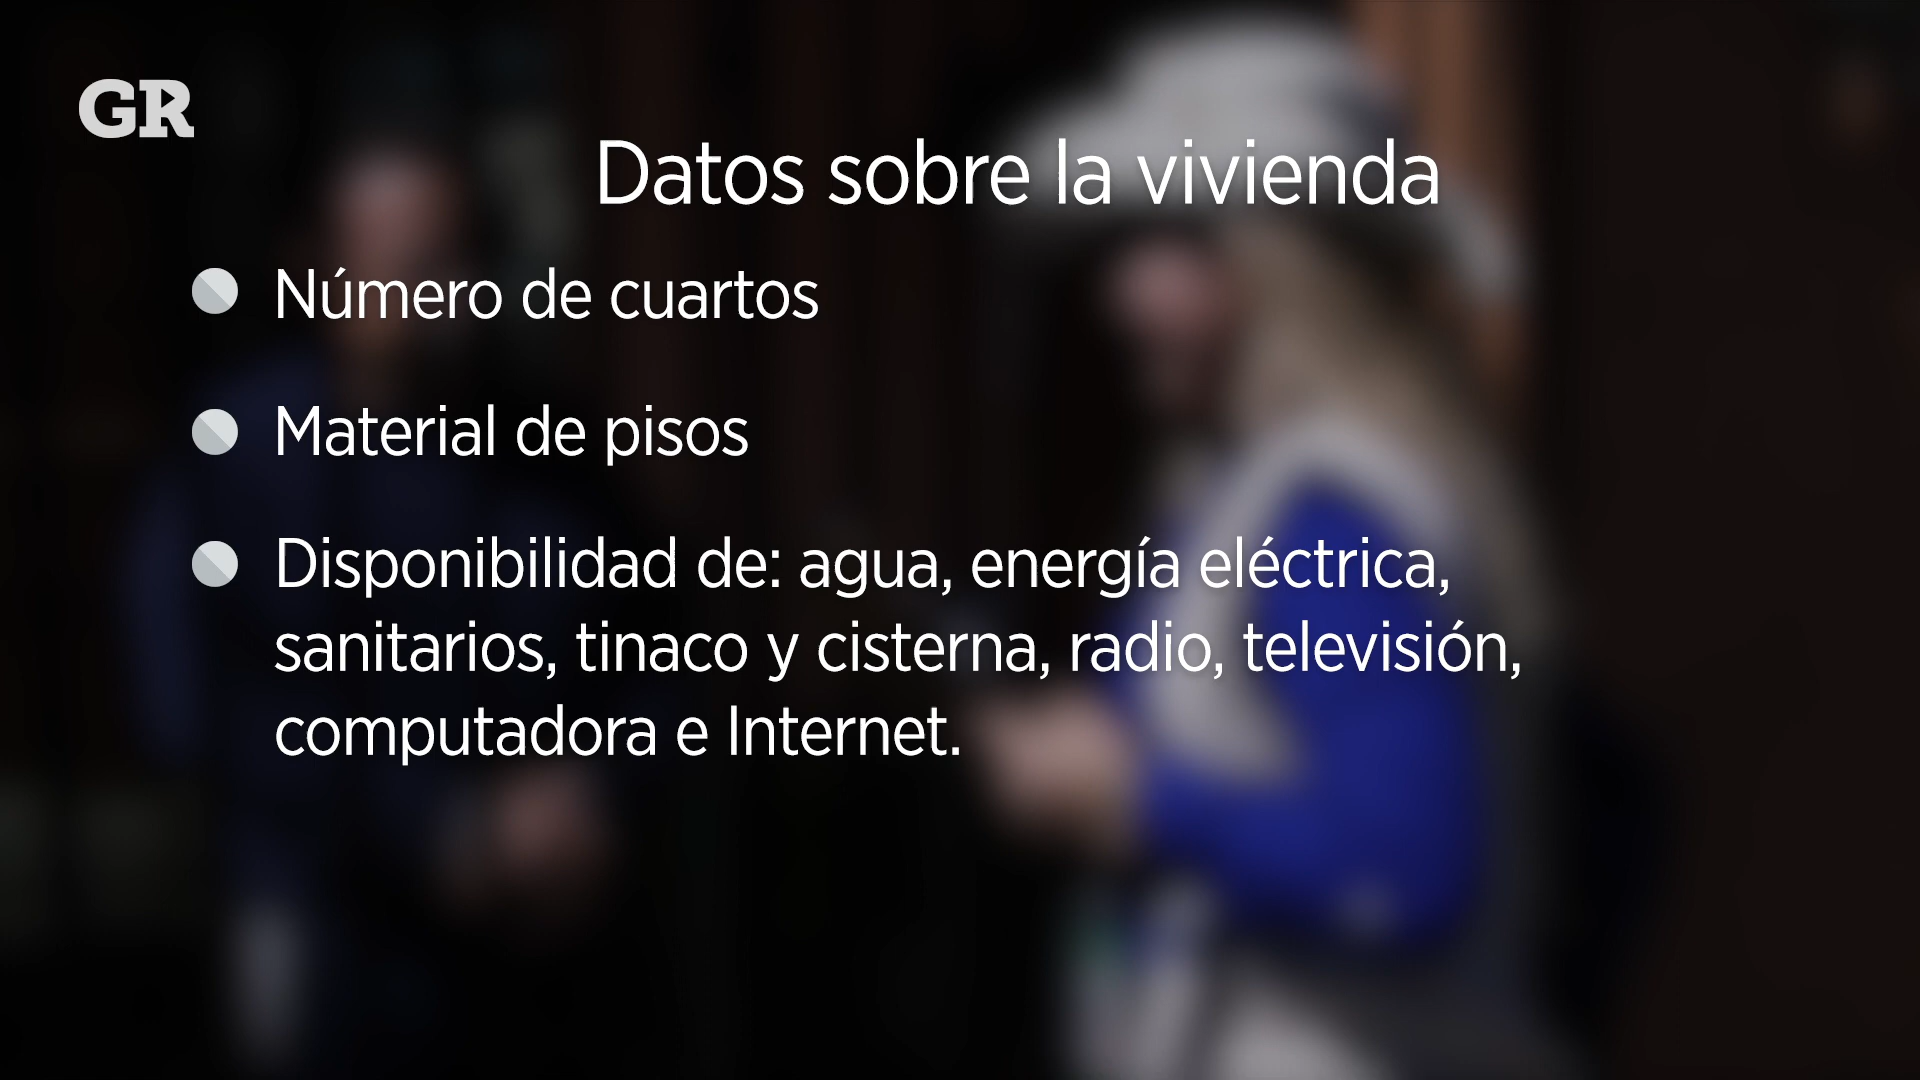 GR
Datos sobre la vivienda
Número de cuartos
Material de pisos
Disponibilidad de: agua, energía eléctrica,
sanitarios, tinaco y cisterna, radio, televisión,
computadora e Internet.